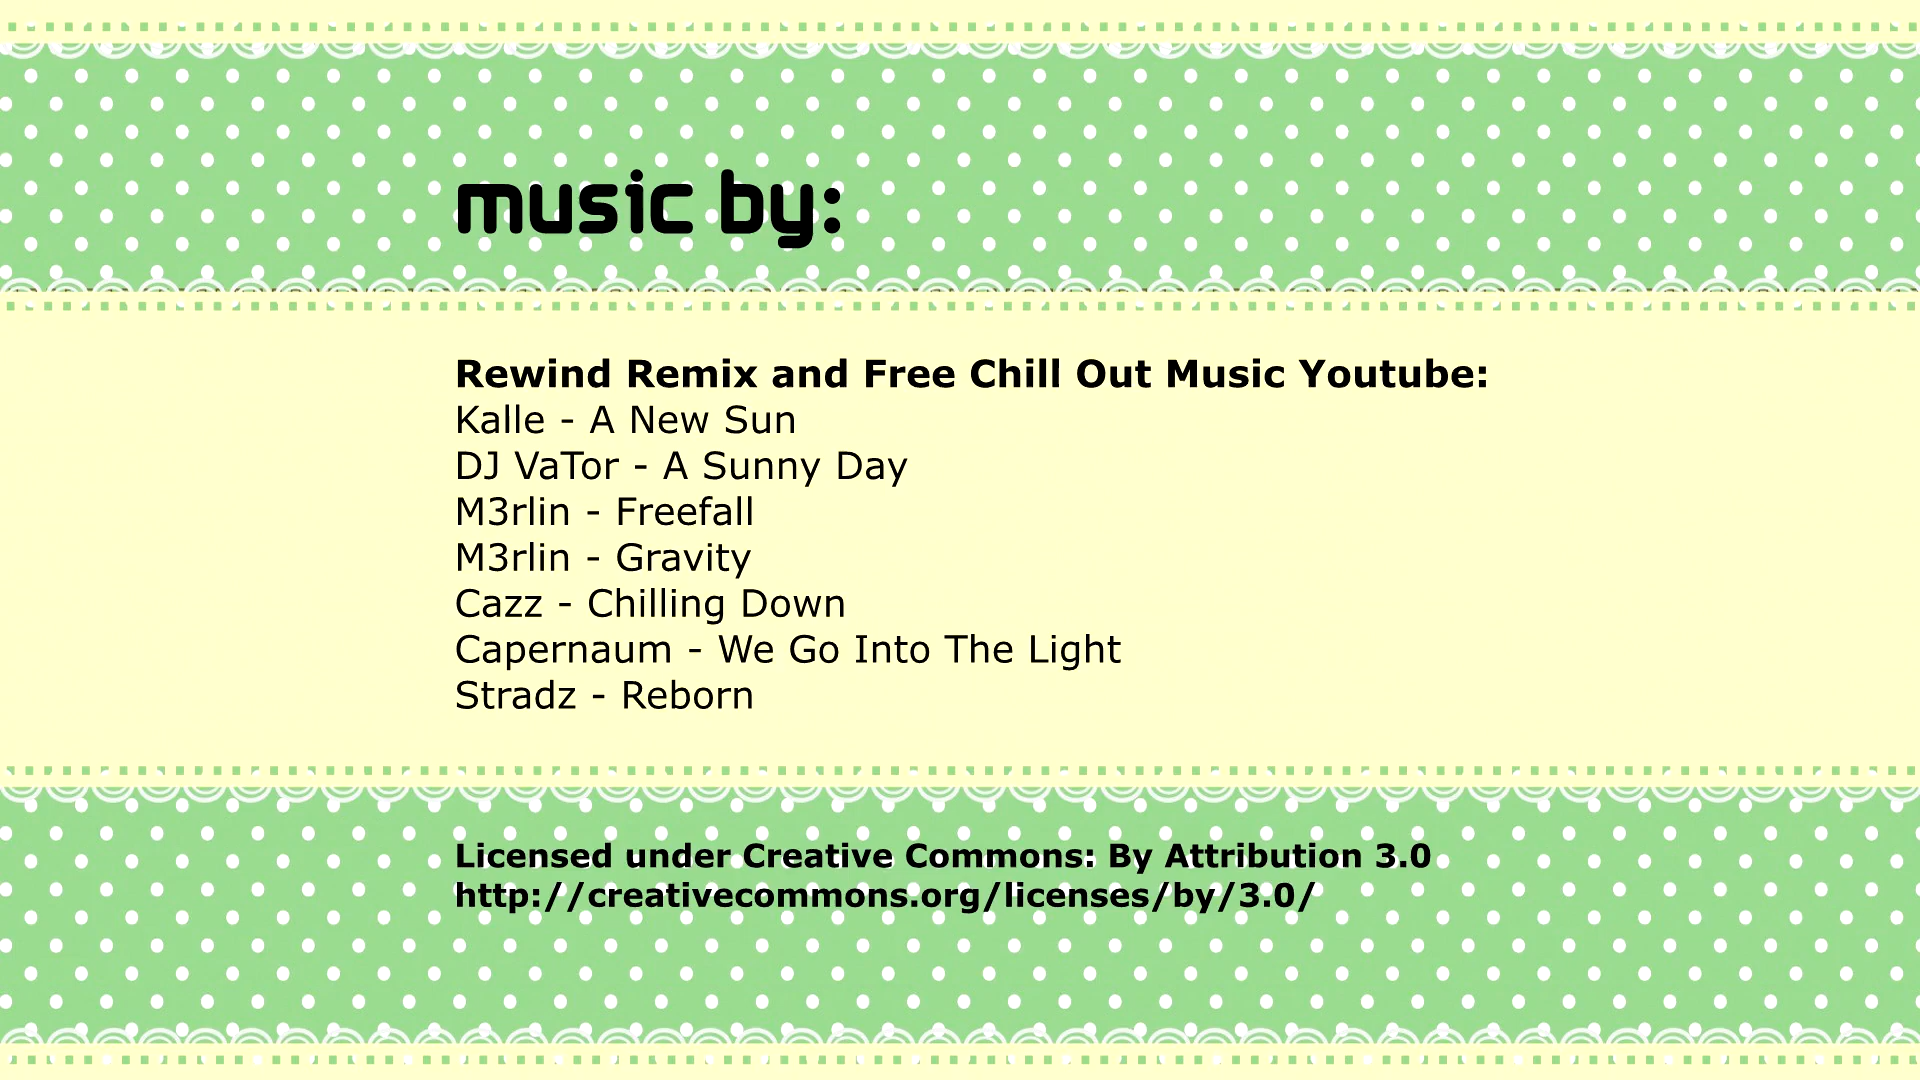 music by:
Rewind Remix and Free Chill Out Music Youtube:
Kalle - A New Sun
DJ VaTor - A Sunny Day
M3rlin - Freefall
M3rlin - Gravity
Cazz - Chilling Down
Capernaum - We Go Into The Light
Stradz - Reborn
Licensed under Creative Commons: By Attribution 3.0
http://creativecommons.org/licenses/by/3.0/